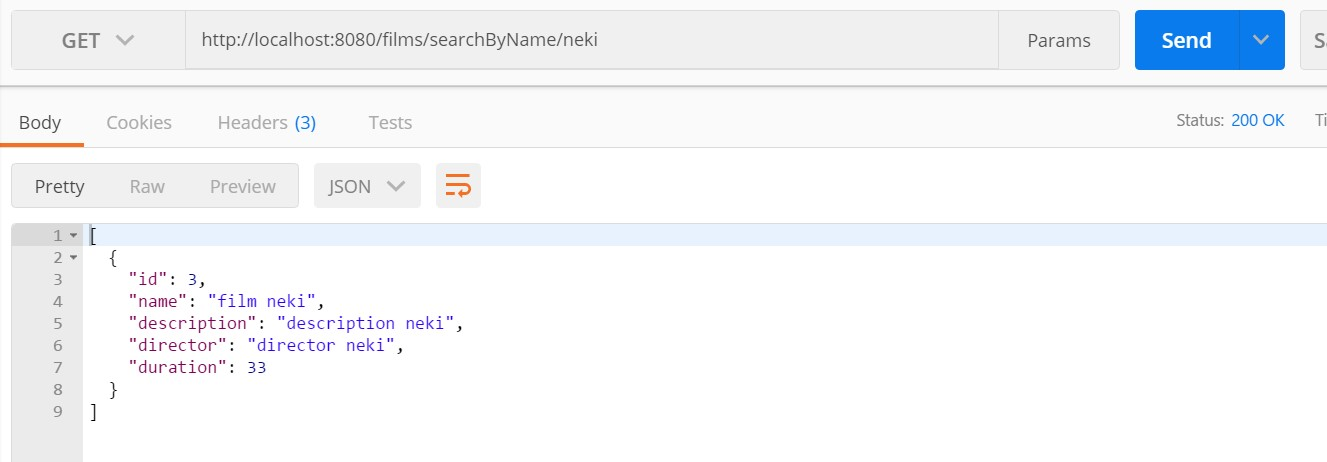 GET http://localhost:8080/films/searchByName/neki Params Send
Body Cookies Headers (3) Tests Status: 200 OK
Pretty Raw Preview JSON
1 [
2 {
3 "id": 3,
4 "name": "film neki",
5 "description": "description neki",
6 "director": "director neki",
7 "duration": 33
8 }
9 ]